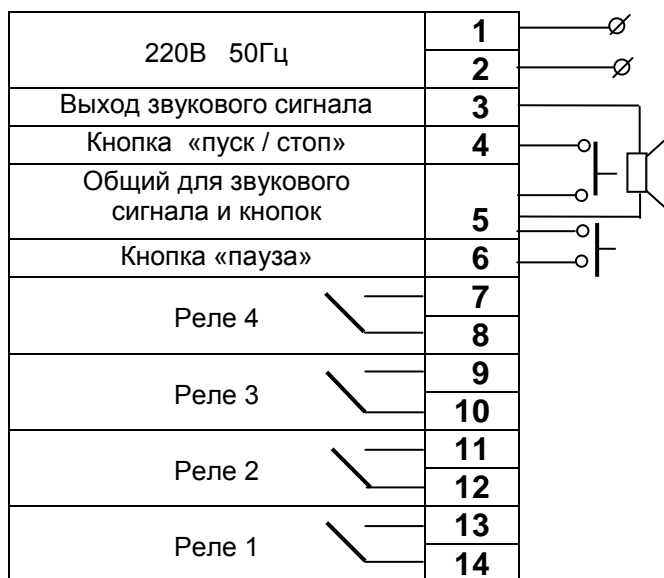 220В 50Гц
1
2
Выход звукового сигнала 3
Кнопка «пуск / стоп» 4
Общий для звукового
сигнала и кнопок 5
Кнопка «пауза» 6
Реле 4
7
8
Реле 3
9
10
Реле 2
11
12
Реле 1
13
14